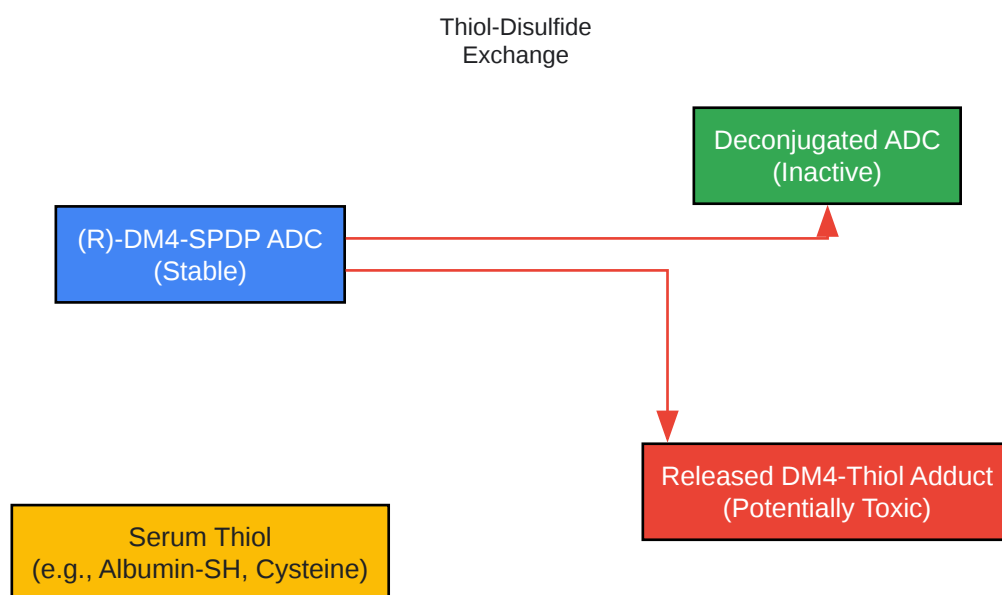 Thiol-Disulfide
Exchange
Deconjugated ADC
(Inactive)
(R)-DM4-SPDP ADC
(Stable)
Released DM4-Thiol Adduct
(Potentially Toxic)
Serum Thiol
(e.g., Albumin-SH, Cysteine)